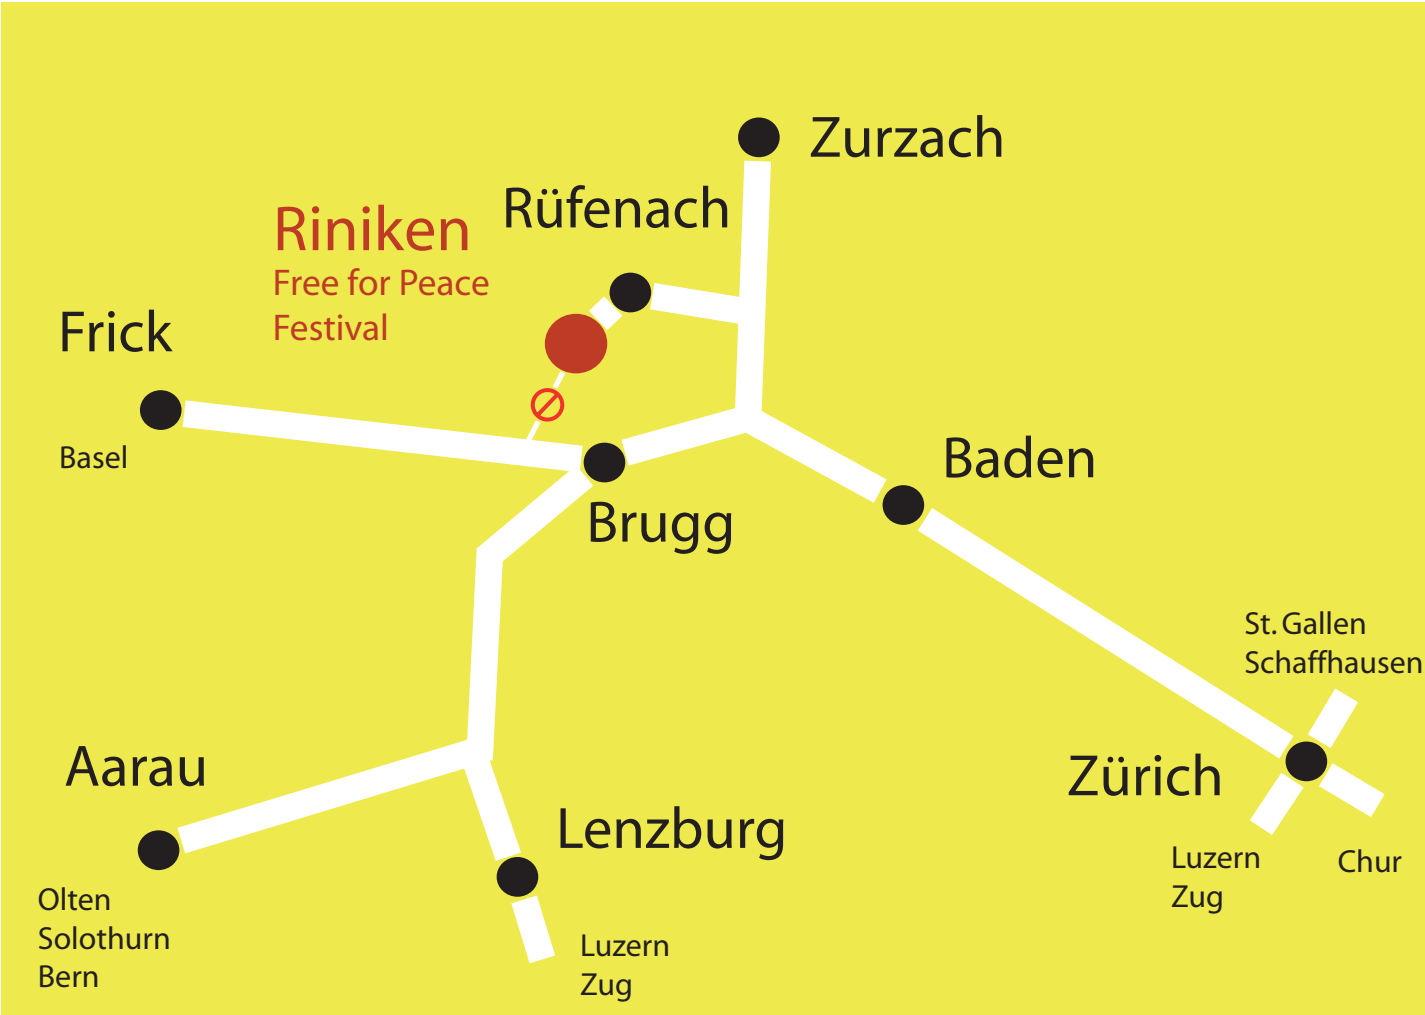 Zurzach
Rüfenach
Riniken
Free for Peace
Festival
Frick
Basel
Baden
Brugg
St. Gallen
Schaffhausen
Zürich
Luzern
Zug
Chur
Aarau
Olten
Solothurn
Bern
Lenzburg
Luzern
Zug